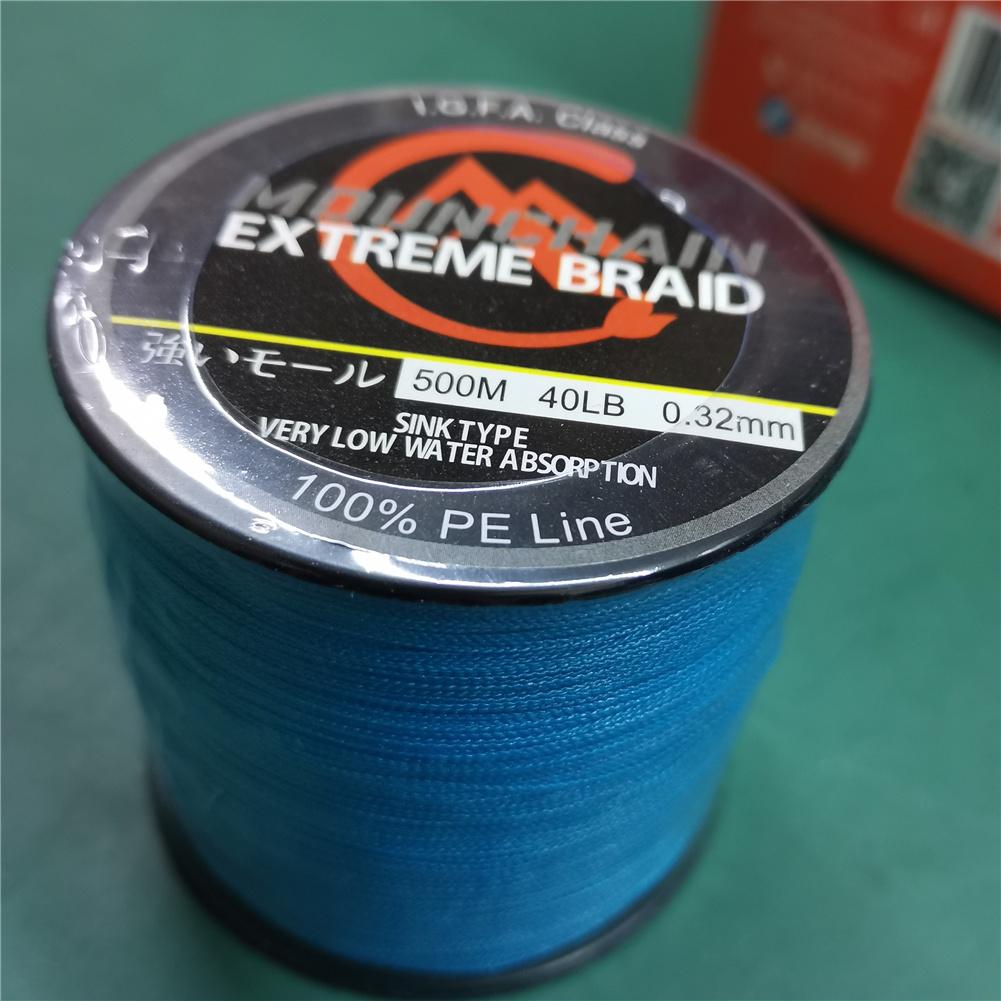 I.G.F.A. Class
MOUNCHAIN
EXTREME BRAID
強いモール
500M 40LB 0.32mm
SINK TYPE
VERY LOW WATER ABSORPTION
100% PE Line